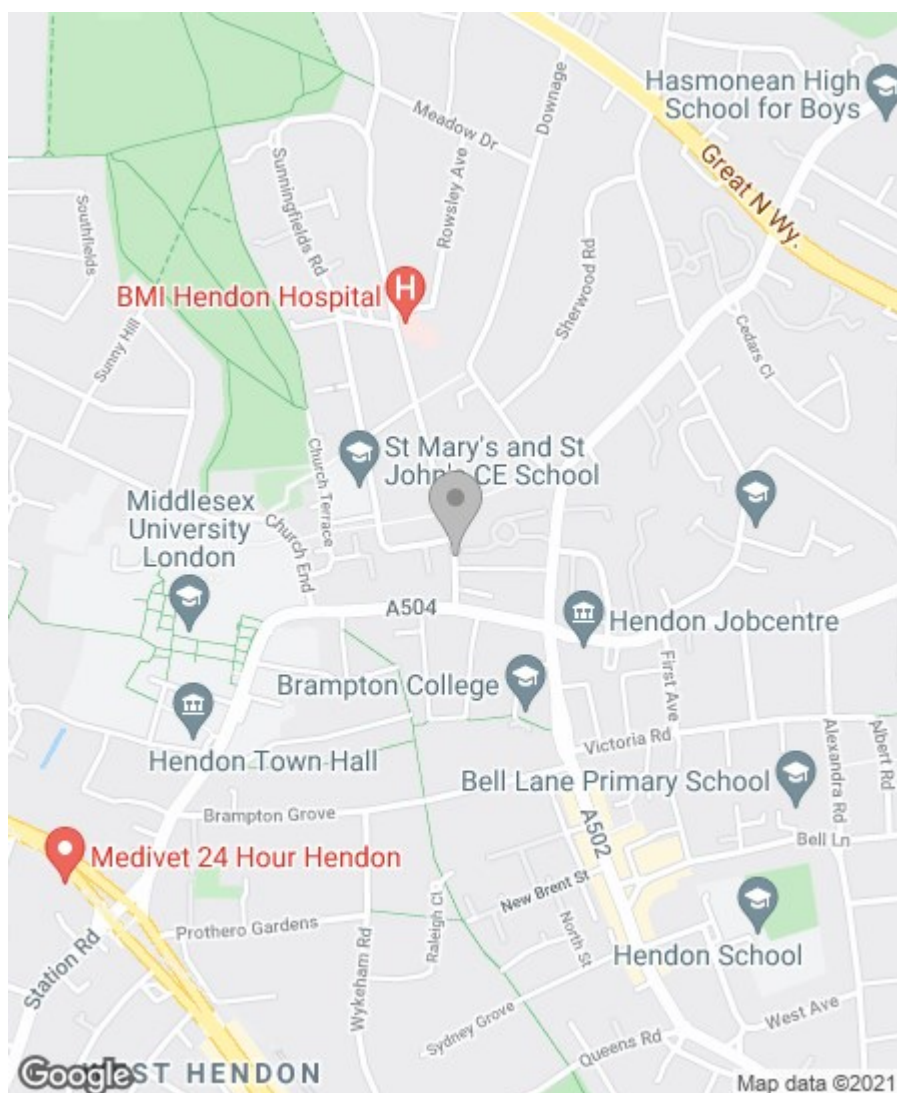 Hasmonean High
School for Boys
Downage
Meadow Dr
Great N Wy.
Rowsley Ave
Sunningfields Rd
Southfields
Sherwood Rd
BMI Hendon Hospital
H
Sunny Hill
Cedars Cl
St Mary's and St
John's CE School
Church Terrace
Middlesex
University
London
Church End
A504
Hendon Jobcentre
First Ave
Brampton College
Hendon Town Hall
Victoria Rd
Alexandra Rd
Albert Rd
Bell Lane Primary School
Brampton Grove
A502
Bell Ln
Medivet 24 Hour Hendon
New Brent St
Raleigh Cl
North St
Prothero Gardens
Wykeham Rd
Hendon School
Station Rd
West Ave
Sydney Grove
Queens Rd
Google
WEST HENDON
Map data ©2021